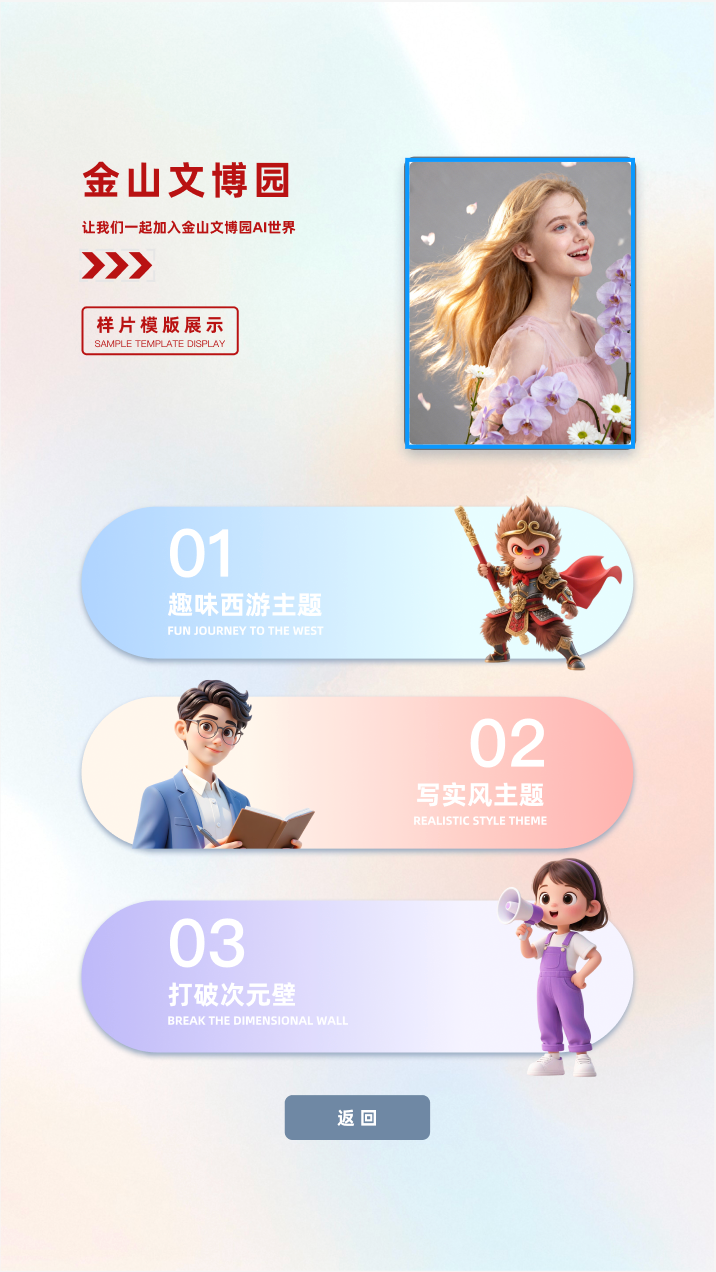 金山文博园
让我们一起加入金山文博园AI世界
样片模版展示
SAMPLE TEMPLATE DISPLAY
01
趣味西游主题
FUN JOURNEY TO THE WEST
02
写实风主题
REALISTIC STYLE THEME
03
打破次元壁
BREAK THE DIMENSIONAL WALL
返回